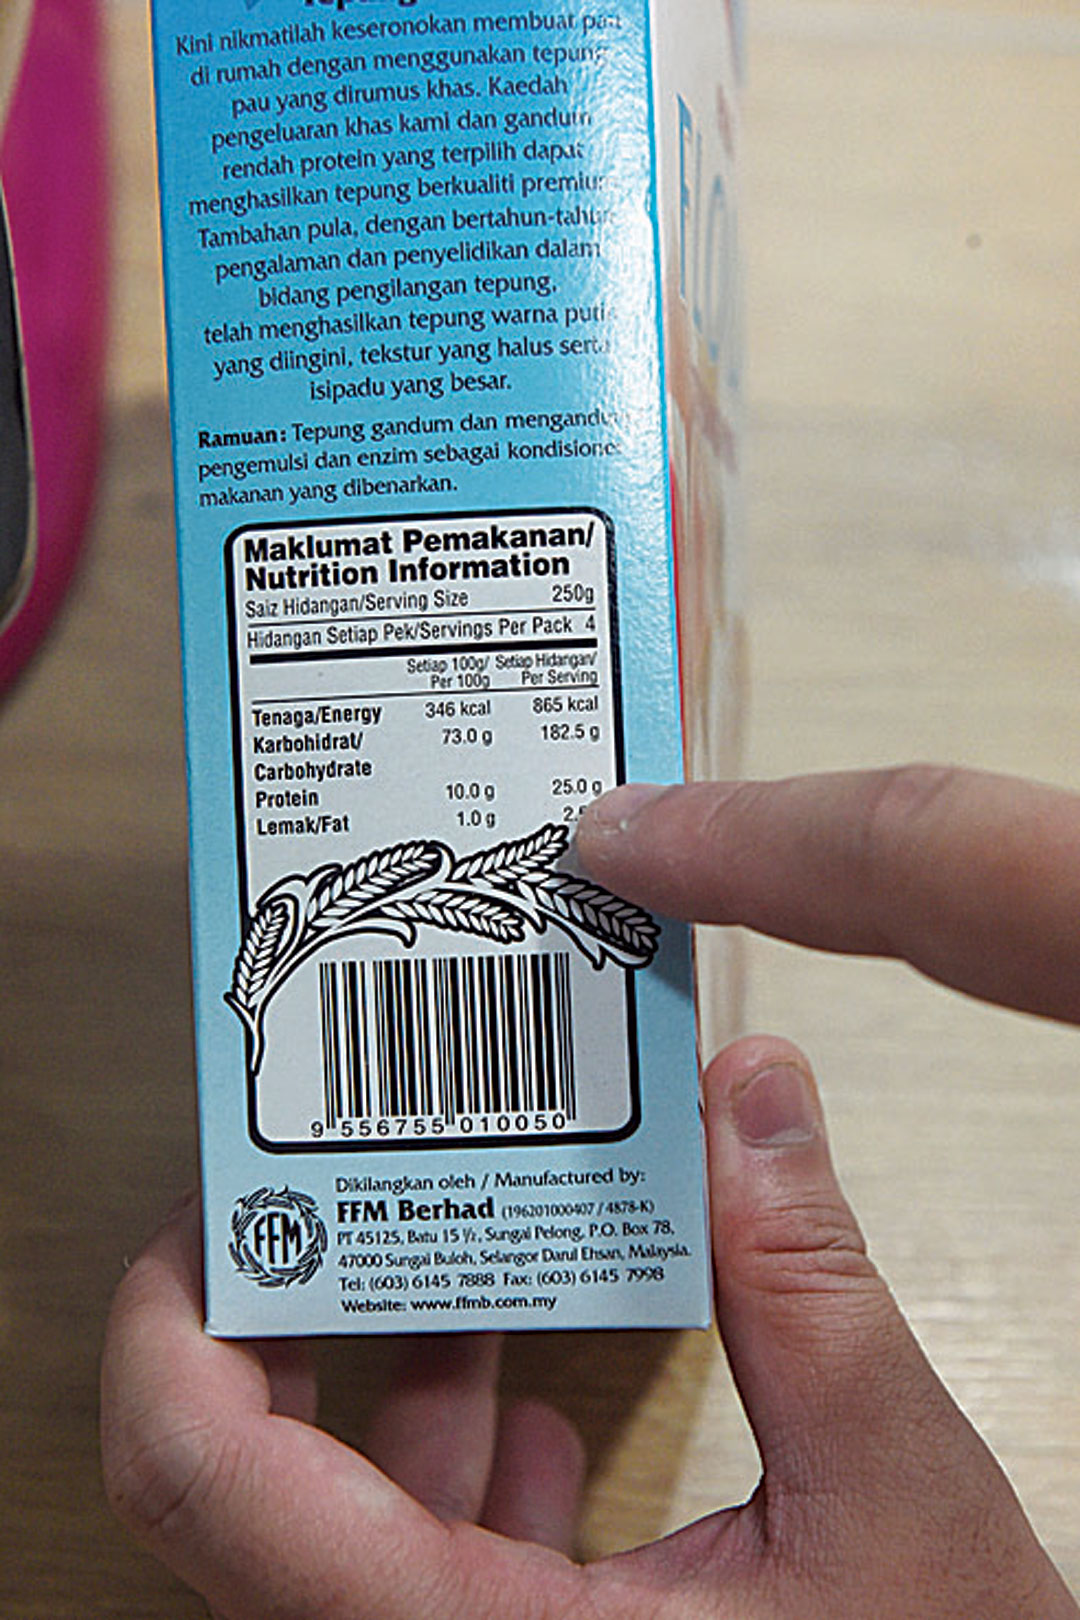 Kini nikmatilah keseronokan membuat pau
di rumah dengan menggunakan tepung
pau yang dirumus khas. Kaedah
pengeluaran khas kami dan gandum
rendah protein yang terpilih dapat
menghasilkan tepung berkualiti premium
Tambahan pula, dengan bertahun-tahun
pengalaman dan penyelidikan dalam
bidang pengilangan tepung,
telah menghasilkan tepung warna putih
yang diingini, tekstur yang halus serta
isipadu yang besar.
Ramuan: Tepung gandum dan mengandungi
pengemulsi dan enzim sebagai kondisioner
makanan yang dibenarkan.
Maklumat Pemakanan/
Nutrition Information
Saiz Hidangan/Serving Size 250g
Hidangan Setiap Pek/Servings Per Pack 4
Setiap 100g/ Setiap Hidangan/
Per 100g Per Serving
Tenaga/Energy 346 kcal 865 kcal
Karbohidrat/ 73.0 g 182.5 g
Carbohydrate
Protein 10.0 g 25.0 g
Lemak/Fat 1.0 g
9 556755 010050
Dikilangkan oleh / Manufactured by:
FFM
FFM Berhad (196201000407 / 4878-K)
PT 45125, Batu 15 ½, Sungai Pelong, P.O. Box 78,
47000 Sungai Buloh, Selangor Darul Ehsan, Malaysia.
Tel: (603) 6145 7888 Fax: (603) 6145 7998
Website: www.ffmb.com.my